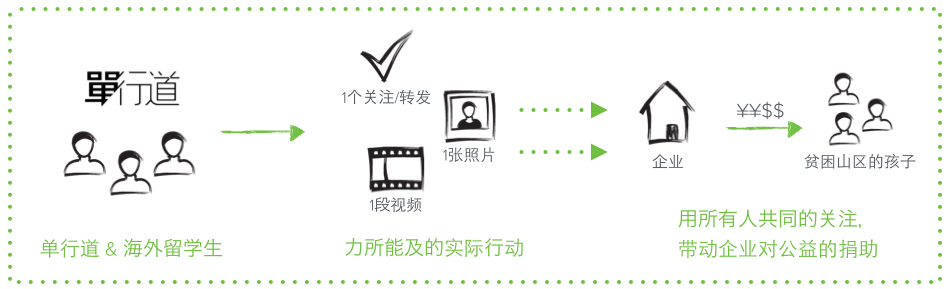 單行道
单行道 & 海外留学生
1个关注/转发
1张照片
1段视频
力所能及的实际行动
企业
¥¥$$
贫困山区的孩子
用所有人共同的关注,
带动企业对公益的捐助